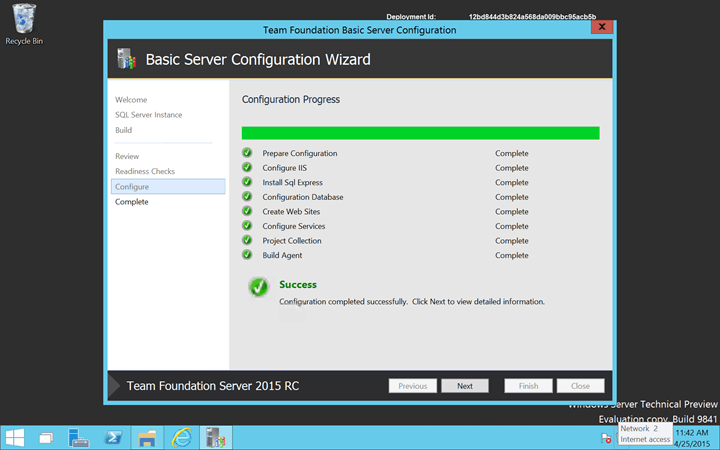 Deployment Id: 12bd844d3b824a568da009bbc95acb5b
Recycle Bin
Team Foundation Basic Server Configuration
Basic Server Configuration Wizard
Welcome
SQL Server Instance
Build
Review
Readiness Checks
Configure
Complete
Configuration Progress
Prepare Configuration Complete
Configure IIS Complete
Install Sql Express Complete
Configuration Database Complete
Create Web Sites Complete
Configure Services Complete
Project Collection Complete
Build Agent Complete
Success
Configuration completed successfully. Click Next to view detailed information.
Team Foundation Server 2015 RC
Previous Next Finish Close
Windows Server Technical Preview
Evaluation copy. Build 9841
Network 2
Internet access
11:42 AM
4/25/2015